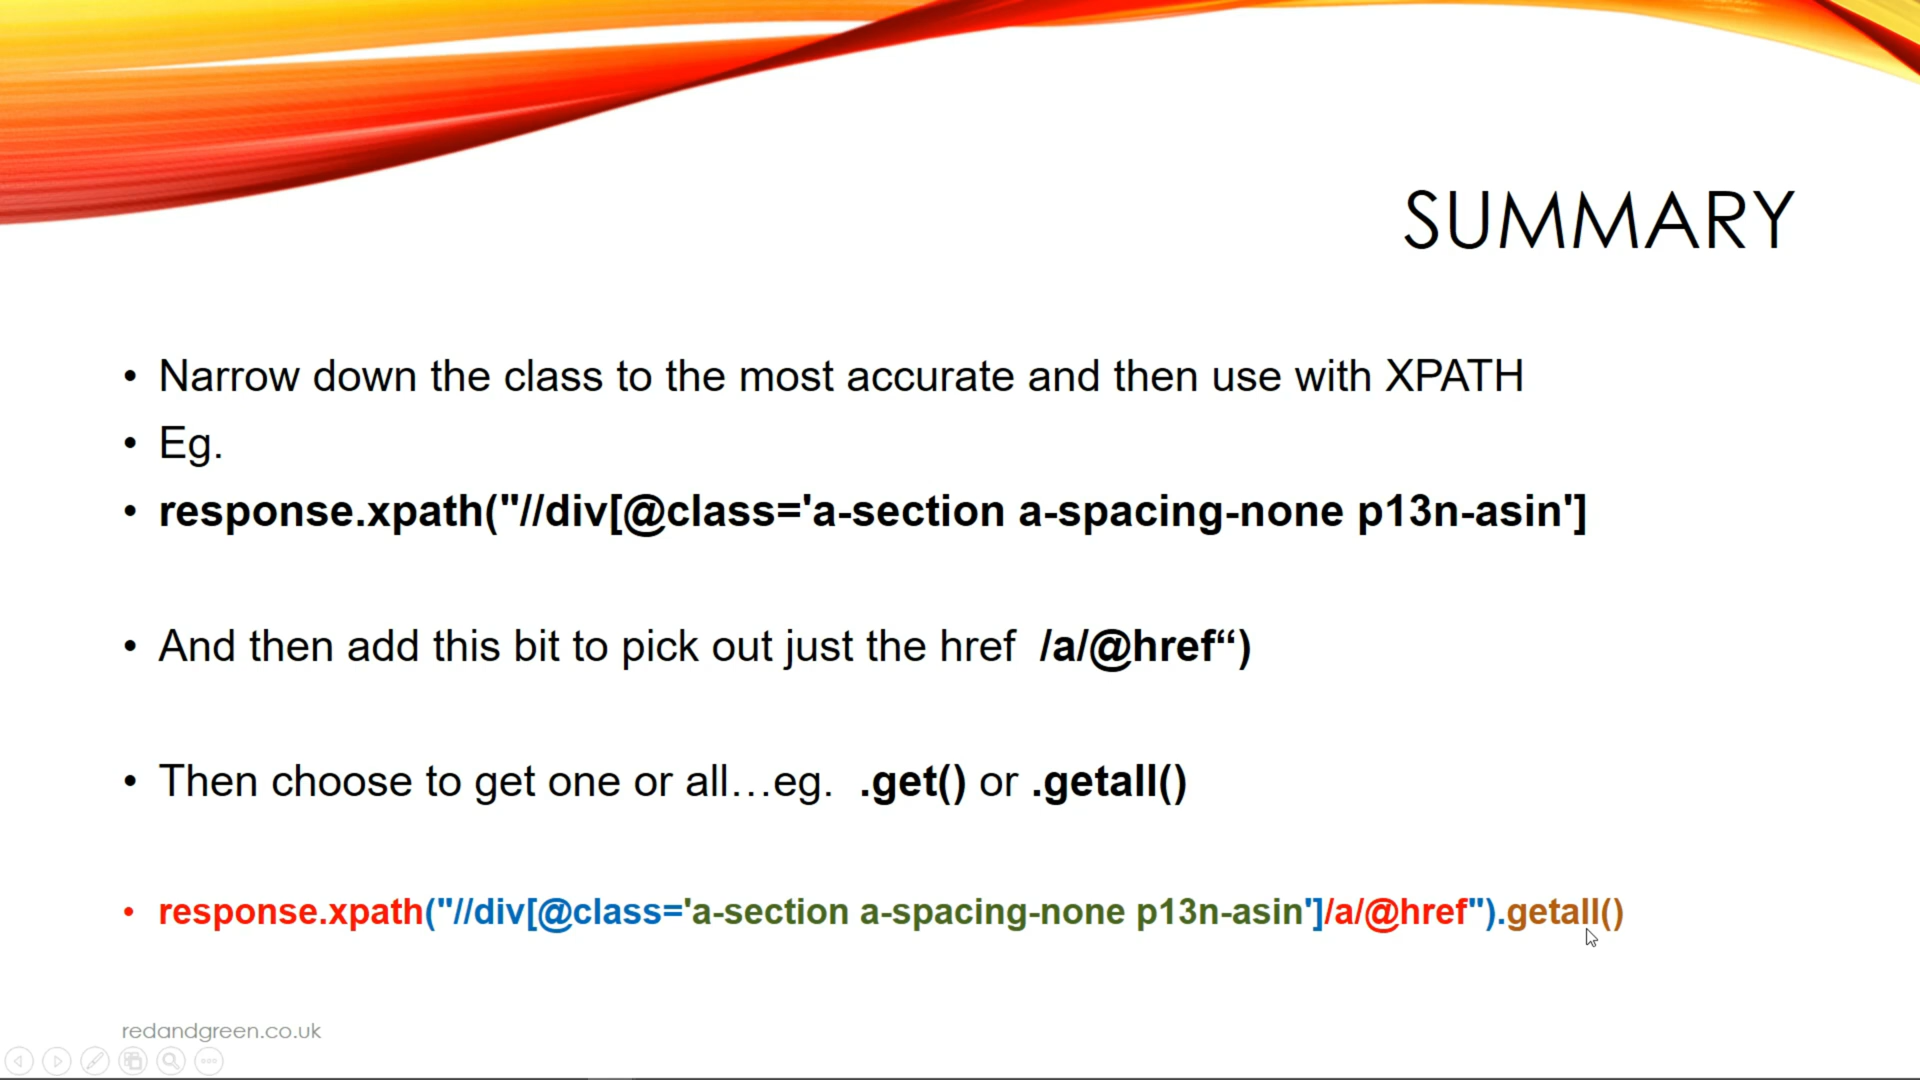 SUMMARY
• Narrow down the class to the most accurate and then use with XPATH
• Eg.
• response.xpath("//div[@class='a-section a-spacing-none p13n-asin']
• And then add this bit to pick out just the href  /a/@href“)
• Then choose to get one or all…eg.  .get() or .getall()
• response.xpath("//div[@class='a-section a-spacing-none p13n-asin']/a/@href").getall()
redandgreen.co.uk